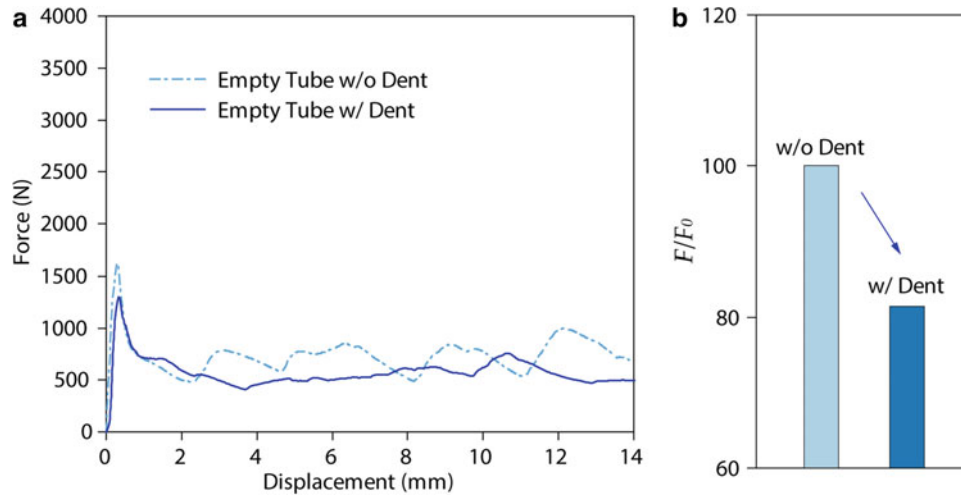 a
4000
3500
3000
2500
2000
1500
1000
500
0
Force (N)
Empty Tube w/o Dent
Empty Tube w/ Dent
0 2 4 6 8 10 12 14
Displacement (mm)
b
120
100
80
60
F/F₀
w/o Dent
w/ Dent